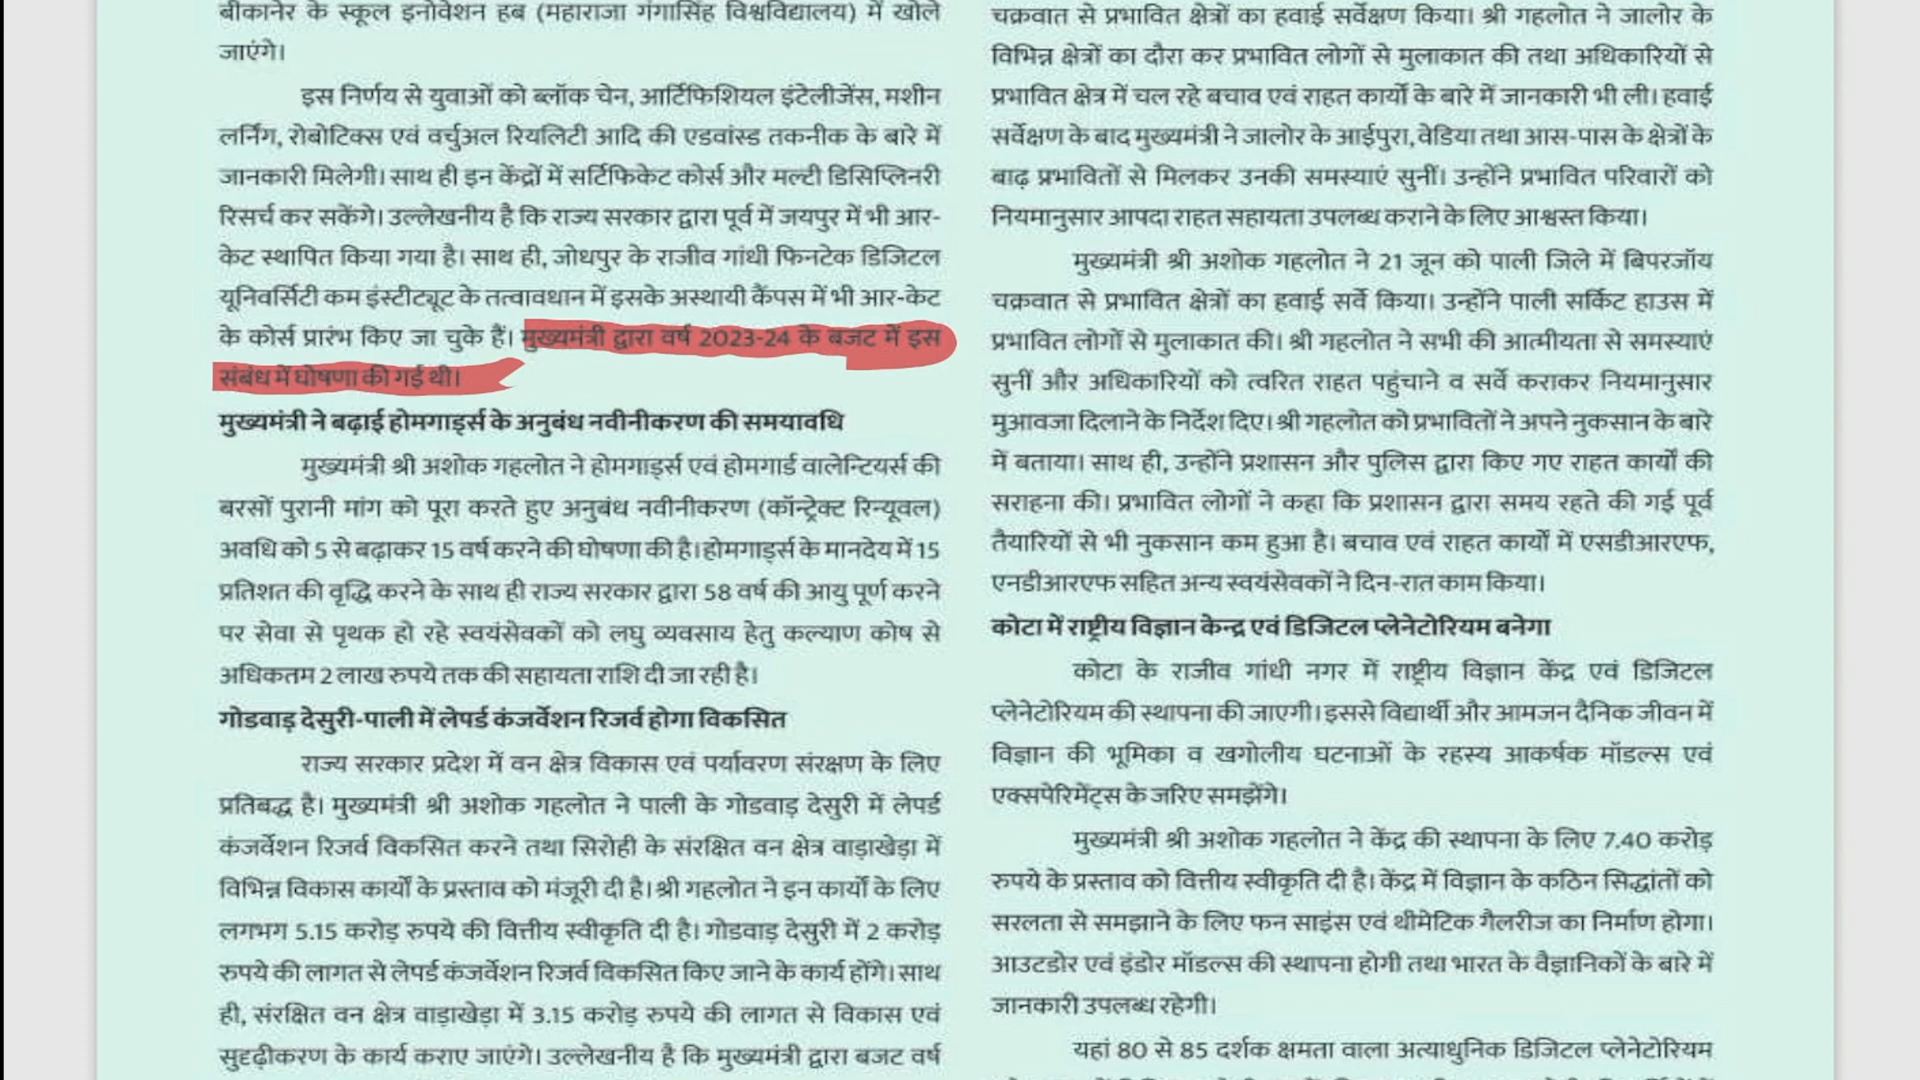 बीकानेर के स्कूल इनोवेशन हब (महाराजा गंगासिंह विश्वविद्यालय) में खोले
जाएंगे।
इस निर्णय से युवाओं को ब्लॉक चेन, आर्टिफिशियल इंटेलीजेंस, मशीन
लर्निंग, रोबोटिक्स एवं वर्चुअल रियलिटी आदि की एडवांस्ड तकनीक के बारे में
जानकारी मिलेगी। साथ ही इन केंद्रों में सर्टिफिकेट कोर्स और मल्टी डिसिप्लिनरी
रिसर्च कर सकेंगे। उल्लेखनीय है कि राज्य सरकार द्वारा पूर्व में जयपुर में भी आर-
केट स्थापित किया गया है। साथ ही, जोधपुर के राजीव गांधी फिनटेक डिजिटल
यूनिवर्सिटी कम इंस्टीट्यूट के तत्वावधान में इसके अस्थायी कैंपस में भी आर-केट
के कोर्स प्रारंभ किए जा चुके हैं। मुख्यमंत्री द्वारा वर्ष 2023-24 के बजट में इस
संबंध में घोषणा की गई थी।
मुख्यमंत्री ने बढ़ाई होमगार्ड्स के अनुबंध नवीनीकरण की समयावधि
मुख्यमंत्री श्री अशोक गहलोत ने होमगार्ड्स एवं होमगार्ड वालेन्टियर्स की
बरसों पुरानी मांग को पूरा करते हुए अनुबंध नवीनीकरण (कॉन्ट्रेक्ट रिन्यूवल)
अवधि को 5 से बढ़ाकर 15 वर्ष करने की घोषणा की है। होमगार्ड्स के मानदेय में 15
प्रतिशत की वृद्धि करने के साथ ही राज्य सरकार द्वारा 58 वर्ष की आयु पूर्ण करने
पर सेवा से पृथक हो रहे स्वयंसेवकों को लघु व्यवसाय हेतु कल्याण कोष से
अधिकतम 2 लाख रुपये तक की सहायता राशि दी जा रही है।
गोडवाड़ देसुरी-पाली में लेपर्ड कंजर्वेशन रिजर्व होगा विकसित
राज्य सरकार प्रदेश में वन क्षेत्र विकास एवं पर्यावरण संरक्षण के लिए
प्रतिबद्ध है। मुख्यमंत्री श्री अशोक गहलोत ने पाली के गोडवाड़ देसुरी में लेपर्ड
कंजर्वेशन रिजर्व विकसित करने तथा सिरोही के संरक्षित वन क्षेत्र वाड़ाखेड़ा में
विभिन्न विकास कार्यों के प्रस्ताव को मंजूरी दी है। श्री गहलोत ने इन कार्यों के लिए
लगभग 5.15 करोड़ रुपये की वित्तीय स्वीकृति दी है। गोडवाड़ देसुरी में 2 करोड़
रुपये की लागत से लेपर्ड कंजर्वेशन रिजर्व विकसित किए जाने के कार्य होंगे। साथ
ही, संरक्षित वन क्षेत्र वाड़ाखेड़ा में 3.15 करोड़ रुपये की लागत से विकास एवं
सुदृढ़ीकरण के कार्य कराए जाएंगे। उल्लेखनीय है कि मुख्यमंत्री द्वारा बजट वर्ष
चक्रवात से प्रभावित क्षेत्रों का हवाई सर्वेक्षण किया। श्री गहलोत ने जालोर के
विभिन्न क्षेत्रों का दौरा कर प्रभावित लोगों से मुलाकात की तथा अधिकारियों से
प्रभावित क्षेत्र में चल रहे बचाव एवं राहत कार्यों के बारे में जानकारी भी ली। हवाई
सर्वेक्षण के बाद मुख्यमंत्री ने जालोर के आईपुरा, वेडिया तथा आस-पास के क्षेत्रों के
बाढ़ प्रभावितों से मिलकर उनकी समस्याएं सुनीं। उन्होंने प्रभावित परिवारों को
नियमानुसार आपदा राहत सहायता उपलब्ध कराने के लिए आश्वस्त किया।
मुख्यमंत्री श्री अशोक गहलोत ने 21 जून को पाली जिले में बिपरजॉय
चक्रवात से प्रभावित क्षेत्रों का हवाई सर्वे किया। उन्होंने पाली सर्किट हाउस में
प्रभावित लोगों से मुलाकात की। श्री गहलोत ने सभी की आत्मीयता से समस्याएं
सुनीं और अधिकारियों को त्वरित राहत पहुंचाने व सर्वे कराकर नियमानुसार
मुआवजा दिलाने के निर्देश दिए। श्री गहलोत को प्रभावितों ने अपने नुकसान के बारे
में बताया। साथ ही, उन्होंने प्रशासन और पुलिस द्वारा किए गए राहत कार्यों की
सराहना की। प्रभावित लोगों ने कहा कि प्रशासन द्वारा समय रहते की गई पूर्व
तैयारियों से भी नुकसान कम हुआ है। बचाव एवं राहत कार्यों में एसडीआरएफ,
एनडीआरएफ सहित अन्य स्वयंसेवकों ने दिन-रात काम किया।
कोटा में राष्ट्रीय विज्ञान केन्द्र एवं डिजिटल प्लेनेटोरियम बनेगा
कोटा के राजीव गांधी नगर में राष्ट्रीय विज्ञान केंद्र एवं डिजिटल
प्लेनेटोरियम की स्थापना की जाएगी। इससे विद्यार्थी और आमजन दैनिक जीवन में
विज्ञान की भूमिका व खगोलीय घटनाओं के रहस्य आकर्षक मॉडल्स एवं
एक्सपेरिमेंट्स के जरिए समझेंगे।
मुख्यमंत्री श्री अशोक गहलोत ने केंद्र की स्थापना के लिए 7.40 करोड़
रुपये के प्रस्ताव को वित्तीय स्वीकृति दी है। केंद्र में विज्ञान के कठिन सिद्धांतों को
सरलता से समझाने के लिए फन साइंस एवं थीमेटिक गैलरीज का निर्माण होगा।
आउटडोर एवं इंडोर मॉडल्स की स्थापना होगी तथा भारत के वैज्ञानिकों के बारे में
जानकारी उपलब्ध रहेगी।
यहां 80 से 85 दर्शक क्षमता वाला अत्याधुनिक डिजिटल प्लेनेटोरियम